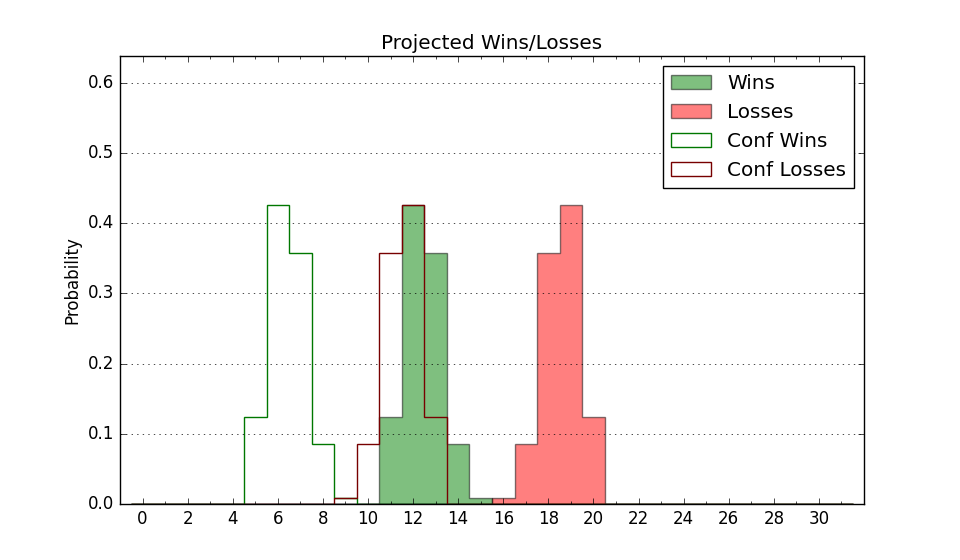 Projected Wins/Losses
Wins
Losses
Conf Wins
Conf Losses
Probability
0.6
0.5
0.4
0.3
0.2
0.1
0.0
0 2 4 6 8 10 12 14 16 18 20 22 24 26 28 30